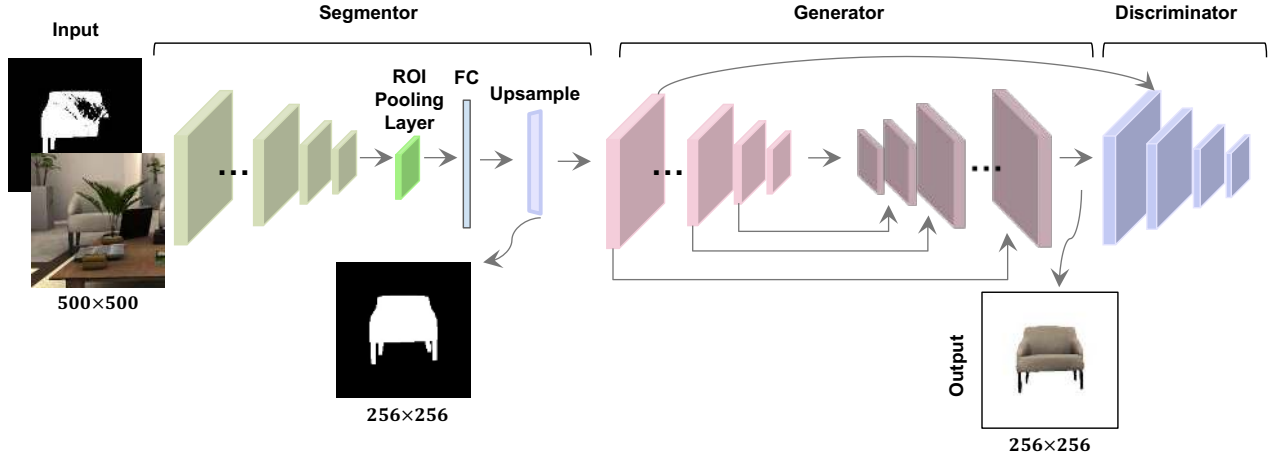 Segmentor
Generator
Discriminator
Input
ROI
Pooling
Layer
FC
Upsample
...
...
...
500×500
256×256
Output
256×256